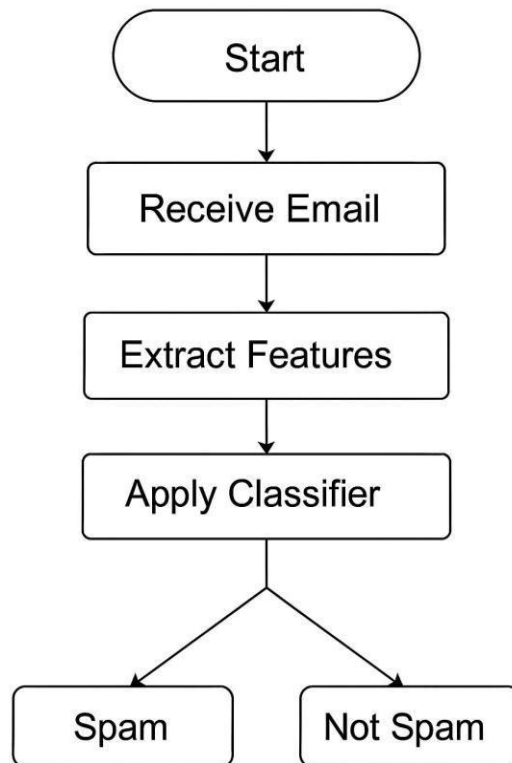 Start
Receive Email
Extract Features
Apply Classifier
Spam
Not Spam